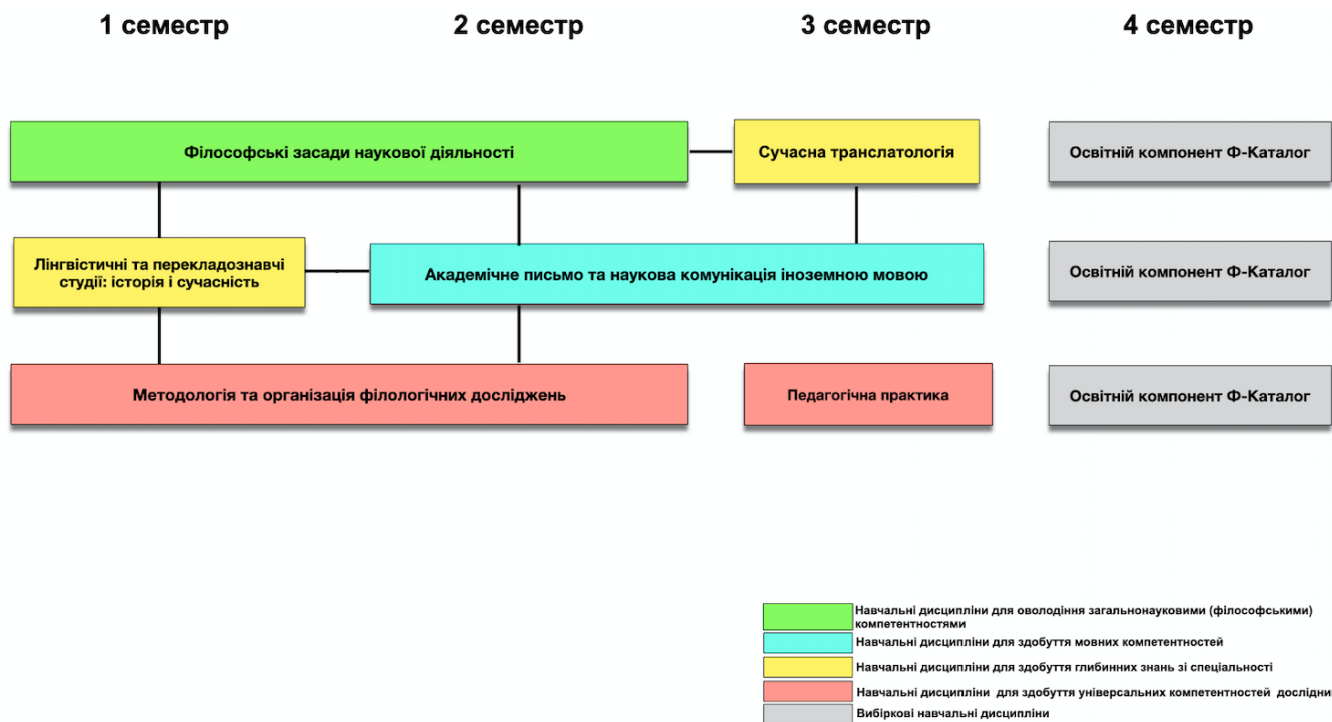 1 семестр
2 семестр
3 семестр
4 семестр
Філософські засади наукової діяльності
Сучасна транслатологія
Освітній компонент Ф-Каталог
Лінгвістичні та перекладознавчі
студії: історія і сучасність
Академічне письмо та наукова комунікація іноземною мовою
Освітній компонент Ф-Каталог
Методологія та організація філологічних досліджень
Педагогічна практика
Освітній компонент Ф-Каталог
Навчальні дисципліни для оволодіння загальнонауковими (філософськими)
компетентностями
Навчальні дисципліни для здобуття мовних компетентностей
Навчальні дисципліни для здобуття глибинних знань зі спеціальності
Навчальні дисципліни для здобуття універсальних компетентностей дослідни
Вибіркові навчальні дисципліни